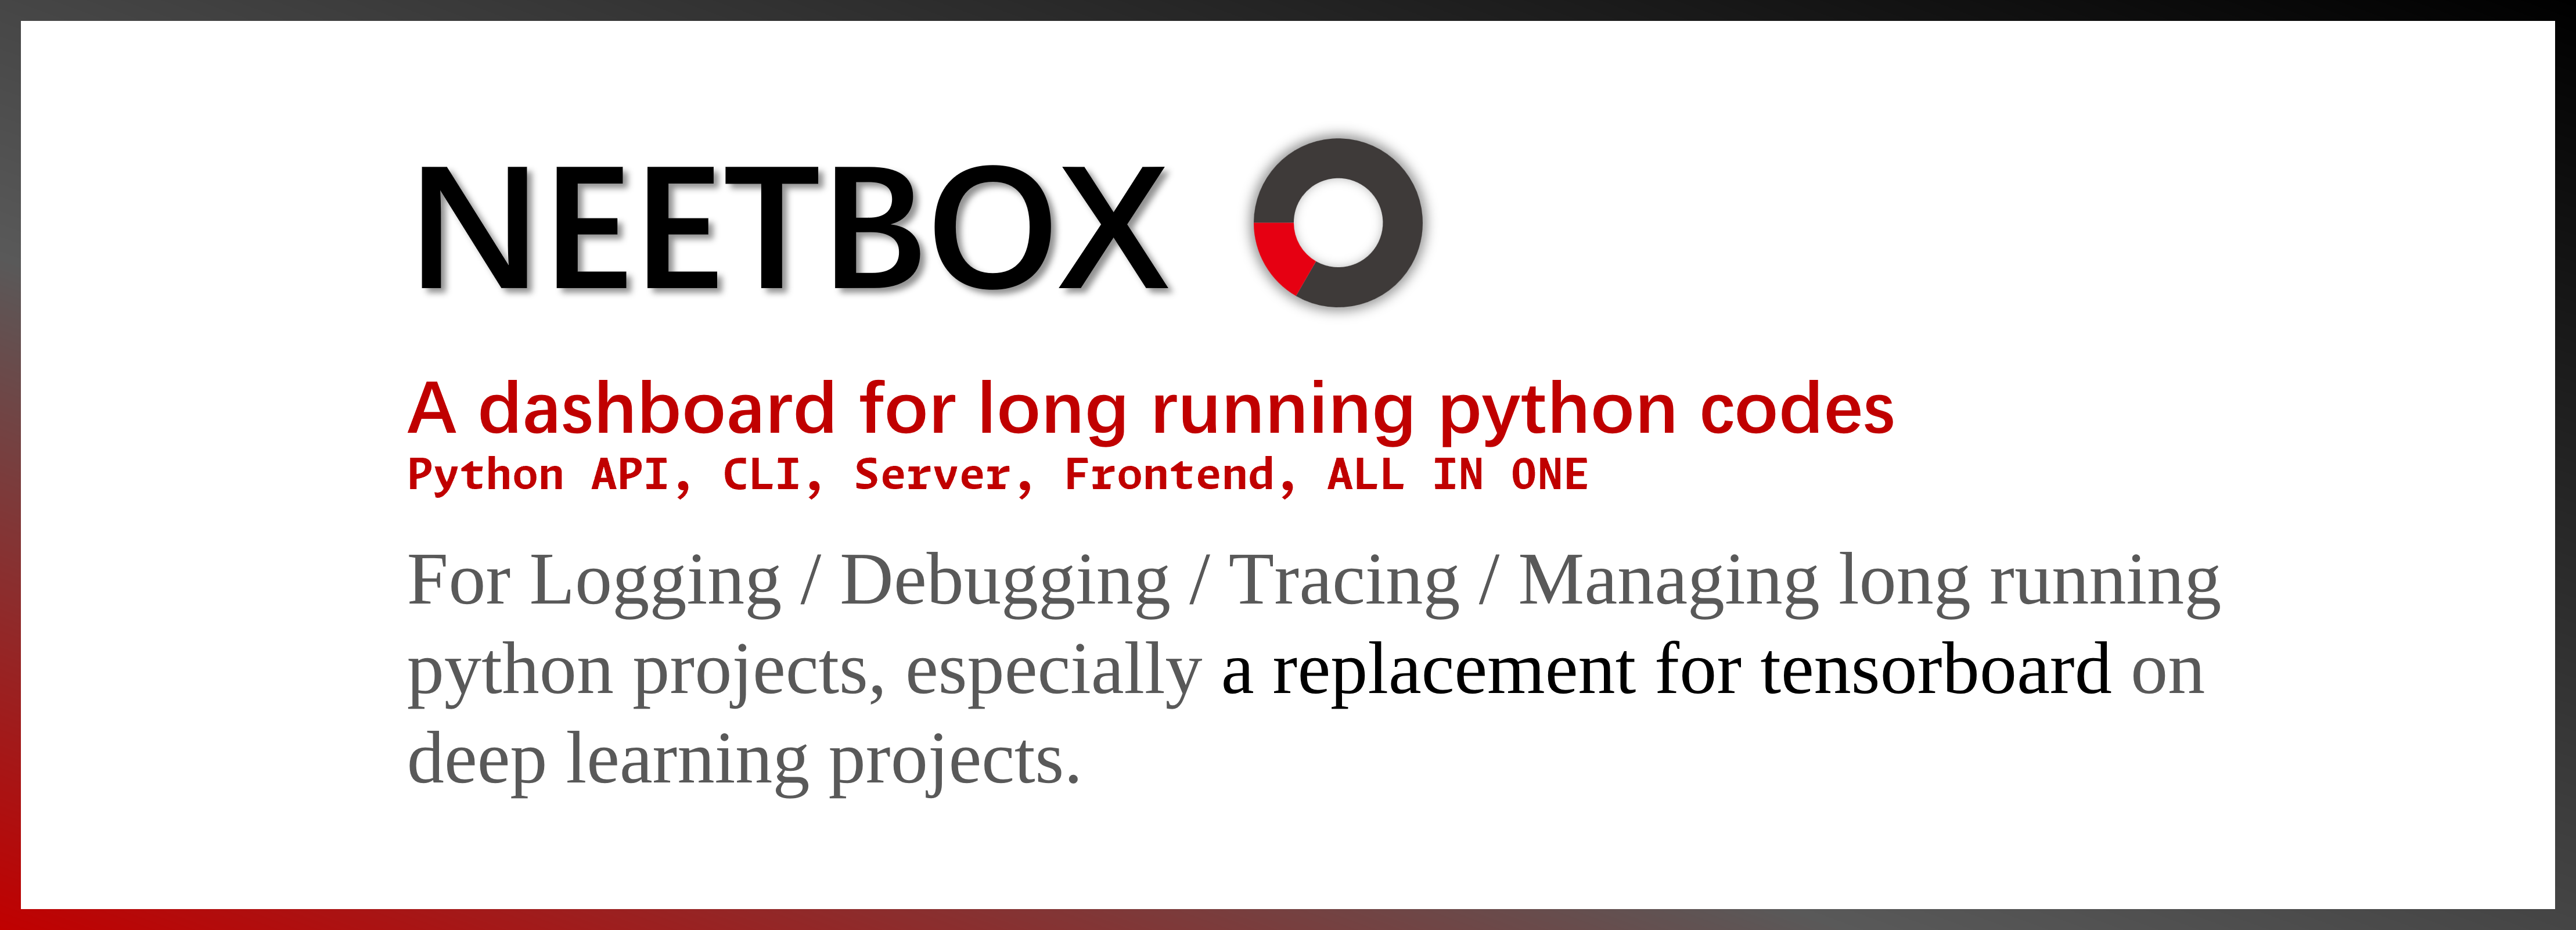 NEETBOX
A dashboard for long running python codes
Python API, CLI, Server, Frontend, ALL IN ONE
For Logging / Debugging / Tracing / Managing long running
python projects, especially a replacement for tensorboard on
deep learning projects.